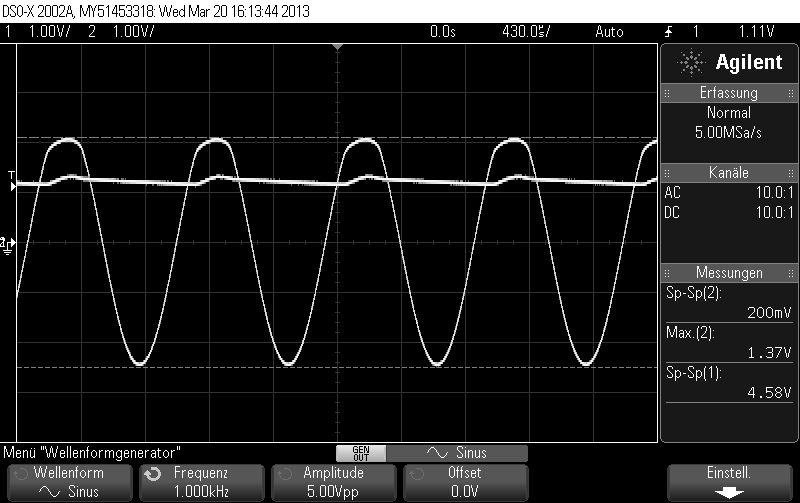 DSO-X 2002A, MY51453318: Wed Mar 20 16:13:44 2013
1 1.00V/ 2 1.00V/ 0.0s 430.0㎲/ Auto 1 1.11V
Agilent
Erfassung
Normal
5.00MSa/s
Kanäle
AC 10.0:1
DC 10.0:1
Messungen
Sp-Sp(2):
200mV
Max.(2):
1.37V
Sp-Sp(1):
4.58V
T
Menü "Wellenformgenerator"
GEN OUT Sinus
Wellenform
Sinus
Frequenz
1.000kHz
Amplitude
5.00Vpp
Offset
0.0V
Einstell.